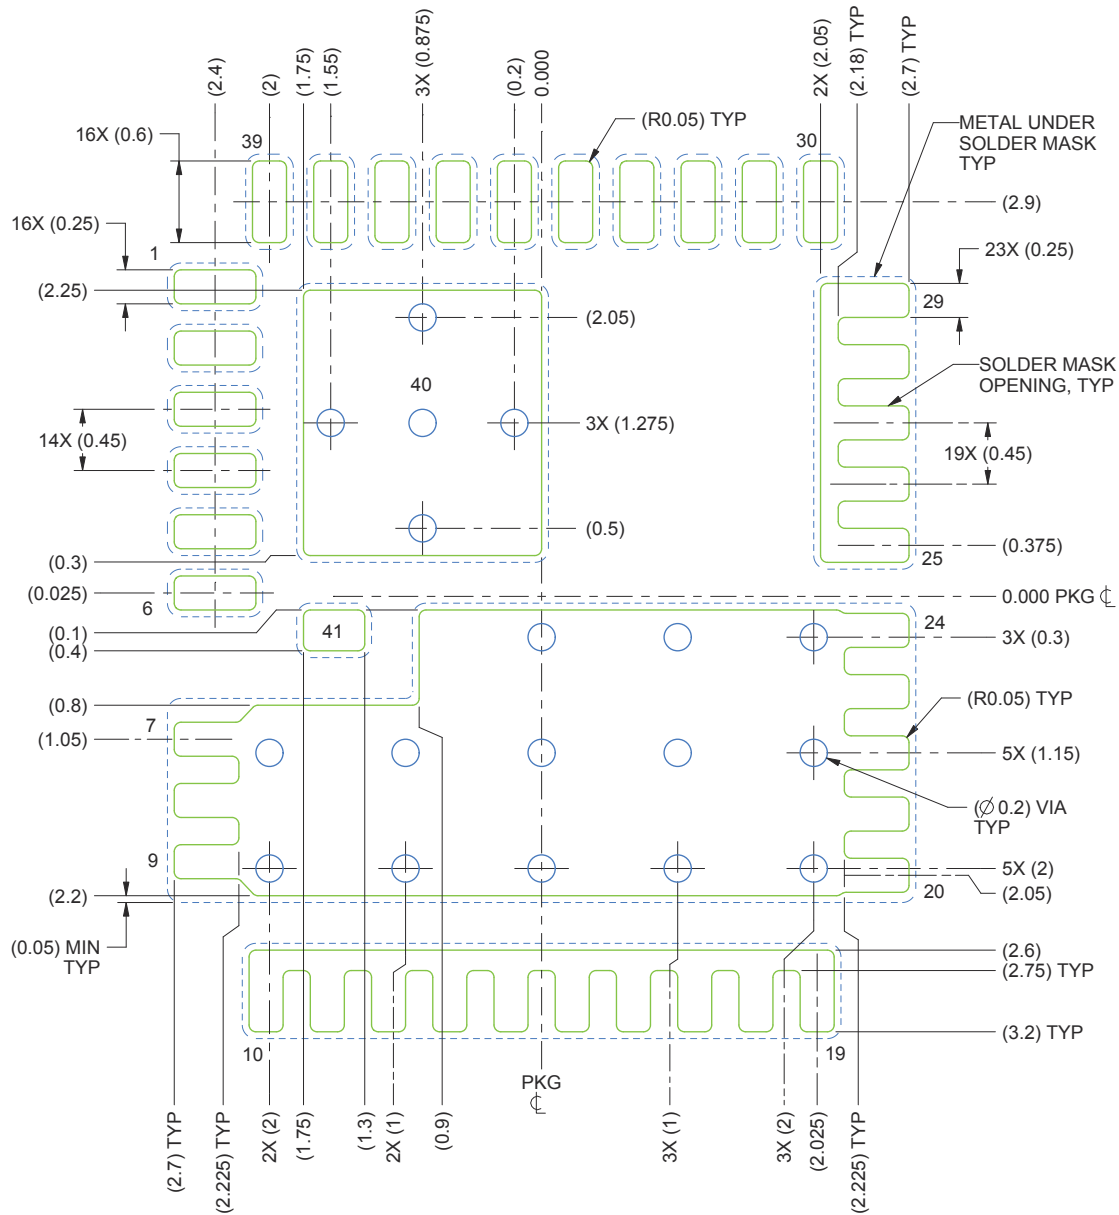 (2.4)
(2)
(1.75)
(1.55)
3X (0.875)
(0.2)
0.000
2X (2.05)
(2.18) TYP
(2.7) TYP
16X (0.6)
39
(R0.05) TYP
30
METAL UNDER
SOLDER MASK
TYP
(2.9)
16X (0.25)
1
23X (0.25)
(2.25)
29
(2.05)
SOLDER MASK
OPENING, TYP
40
3X (1.275)
14X (0.45)
19X (0.45)
(0.5)
(0.375)
(0.3)
25
(0.025)
6
0.000 PKG ℄
(0.1)
41
24
3X (0.3)
(0.4)
(R0.05) TYP
(0.8)
7
(1.05)
5X (1.15)
(∅ 0.2) VIA
TYP
9
5X (2)
(2.2)
20
(2.05)
(0.05) MIN
TYP
(2.6)
(2.75) TYP
(3.2) TYP
10
19
PKG
℄
(2.7) TYP
(2.225) TYP
2X (2)
(1.75)
(1.3)
2X (1)
(0.9)
3X (1)
3X (2)
(2.025)
(2.225) TYP